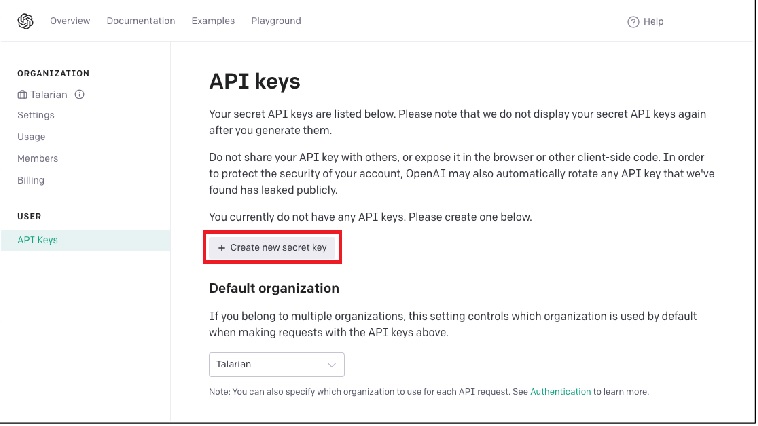 Overview Documentation Examples Playground Help
ORGANIZATION
Talarian
Settings
Usage
Members
Billing
USER
API Keys
API keys
Your secret API keys are listed below. Please note that we do not display your secret API keys again
after you generate them.
Do not share your API key with others, or expose it in the browser or other client-side code. In order
to protect the security of your account, OpenAI may also automatically rotate any API key that we've
found has leaked publicly.
You currently do not have any API keys. Please create one below.
+ Create new secret key
Default organization
If you belong to multiple organizations, this setting controls which organization is used by default
when making requests with the API keys above.
Talarian
Note: You can also specify which organization to use for each API request. See Authentication to learn more.